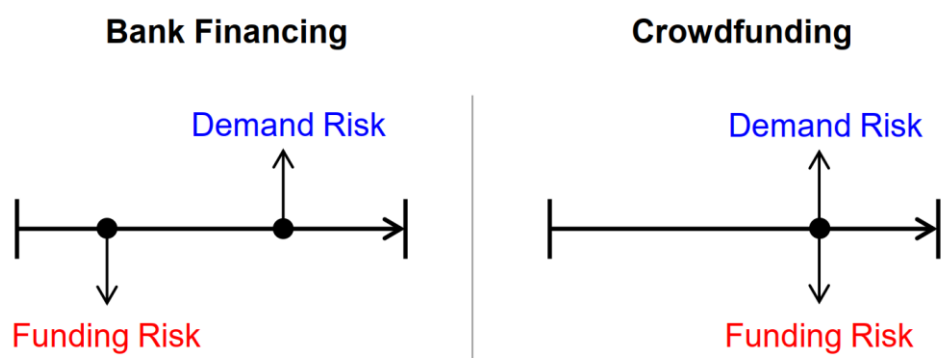 Bank Financing
Demand Risk
Funding Risk
Crowdfunding
Demand Risk
Funding Risk